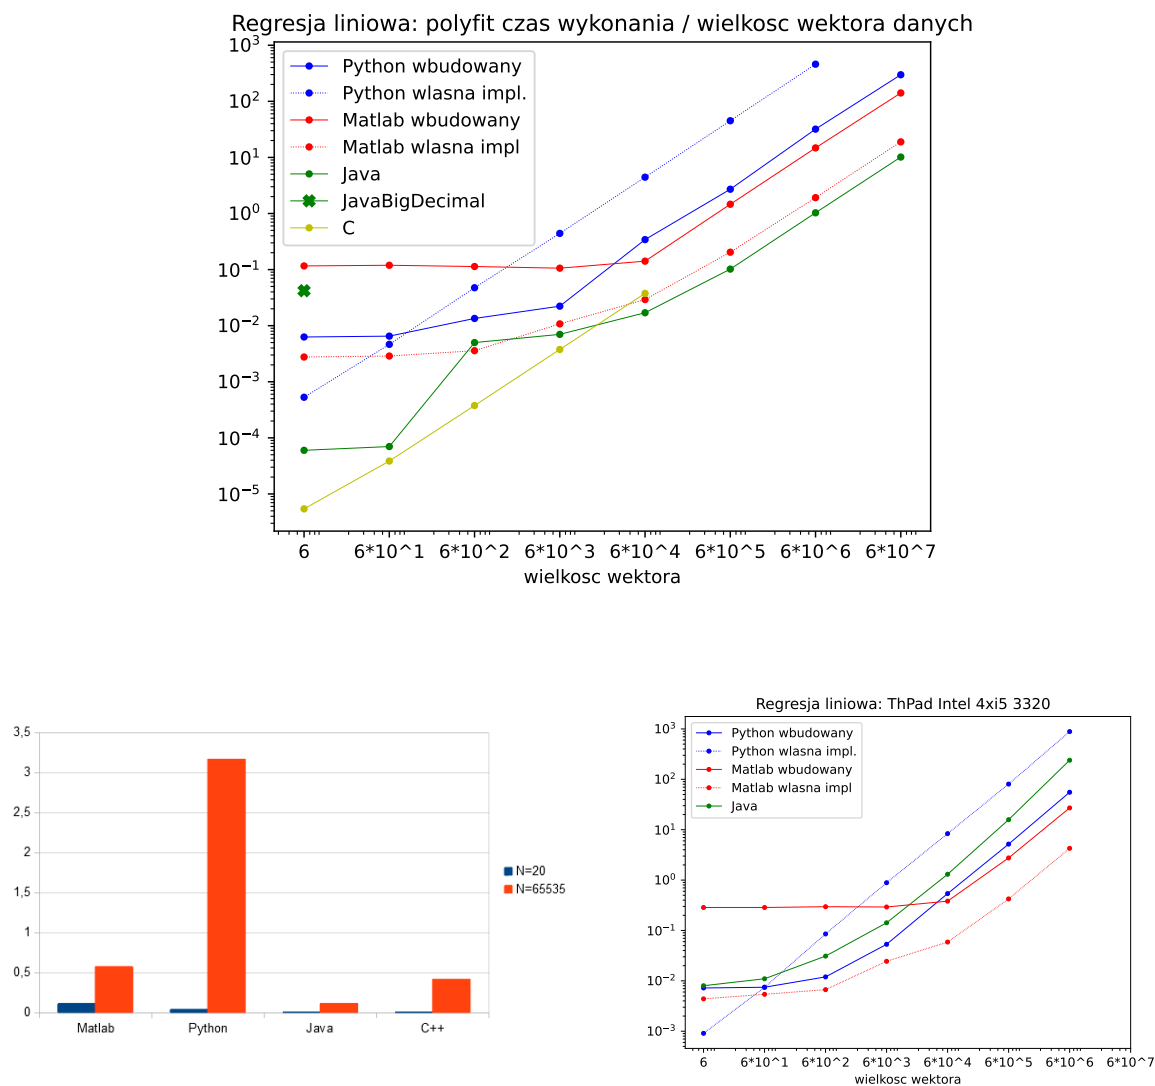 Regresja liniowa: polyfit czas wykonania / wielkosc wektora danych
10^3
10^2
10^1
10^0
10^−1
10^−2
10^−3
10^−4
10^−5
Python wbudowany
Python wlasna impl.
Matlab wbudowany
Matlab wlasna impl
Java
JavaBigDecimal
C
6 6*10^1 6*10^2 6*10^3 6*10^4 6*10^5 6*10^6 6*10^7
wielkosc wektora
3,5
3
2,5
2
1,5
1
0,5
0
Matlab Python Java C++
N=20
N=65535
Regresja liniowa: ThPad Intel 4xi5 3320
10^3
10^2
10^1
10^0
10^−1
10^−2
10^−3
Python wbudowany
Python wlasna impl.
Matlab wbudowany
Matlab wlasna impl
Java
6 6*10^1 6*10^2 6*10^3 6*10^4 6*10^5 6*10^6 6*10^7
wielkosc wektora